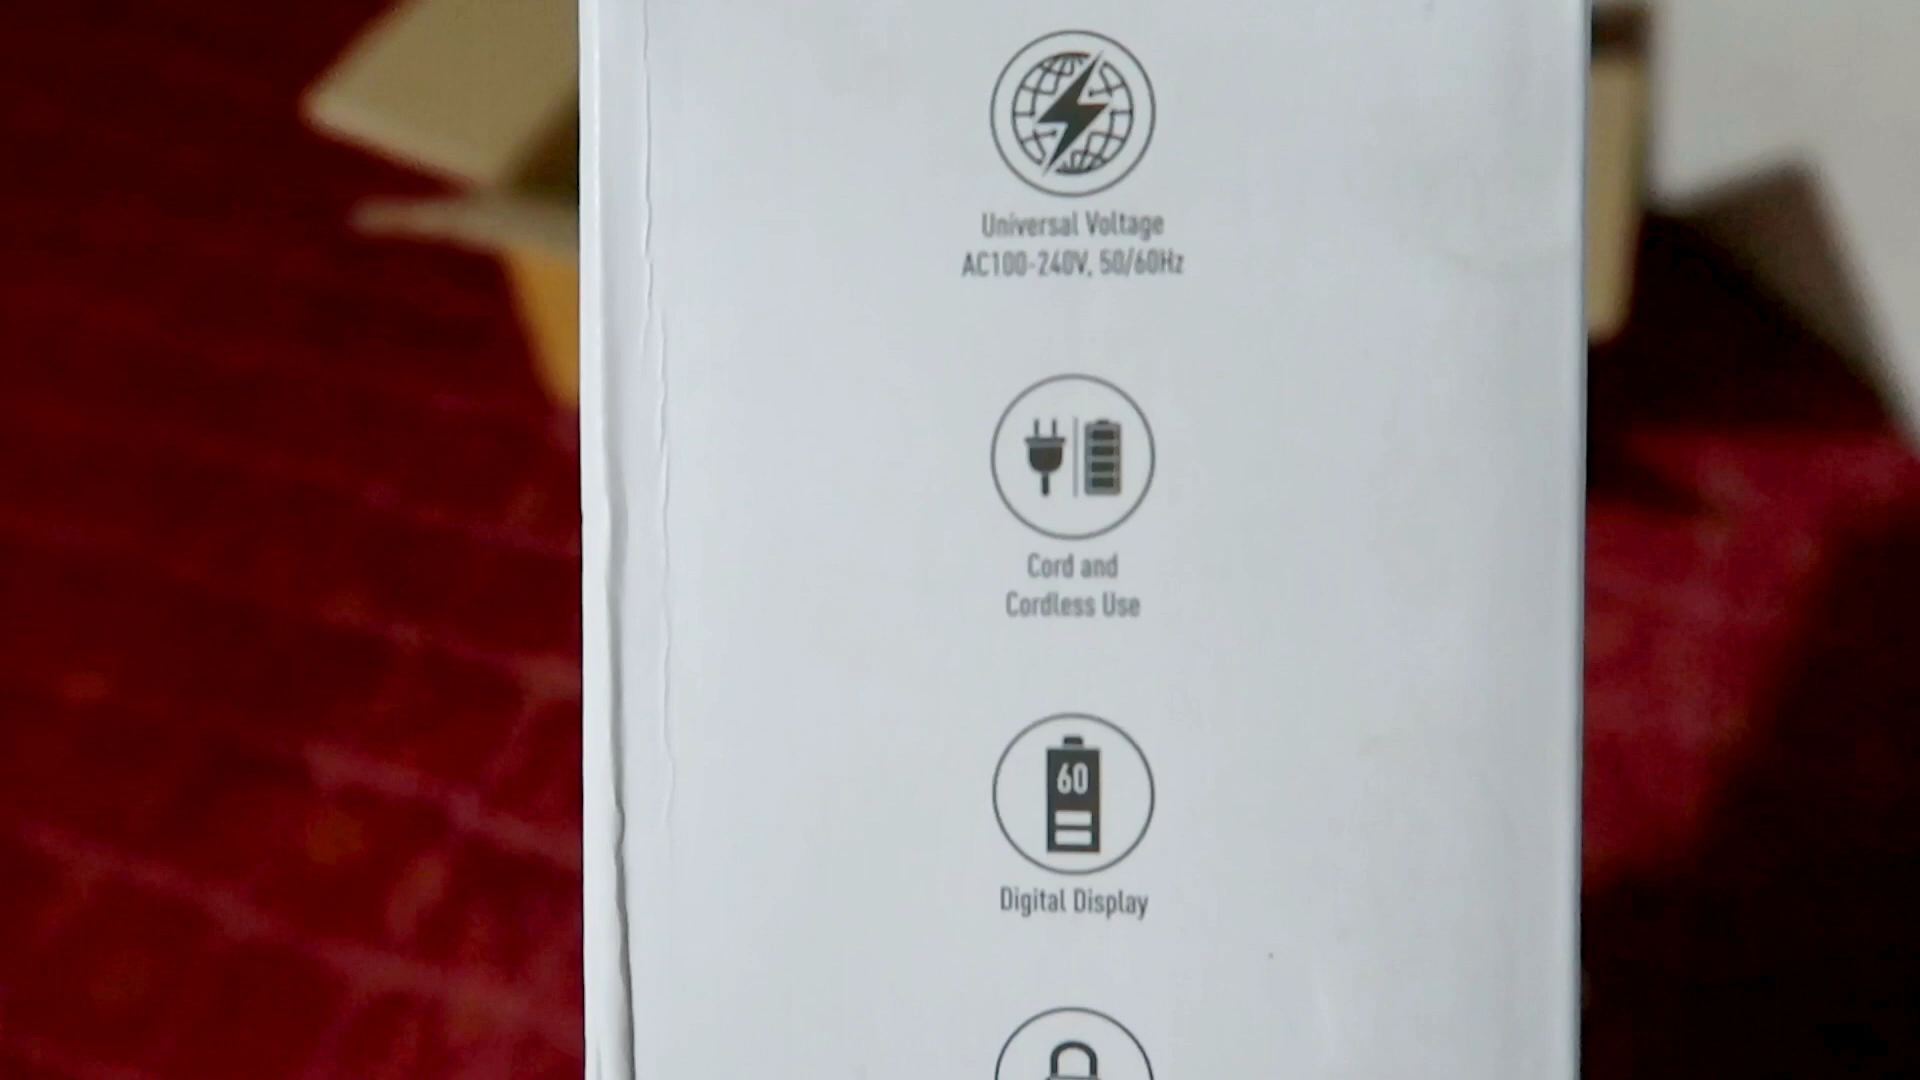 Universal Voltage
AC100-240V, 50/60Hz
Cord and
Cordless Use
60
Digital Display